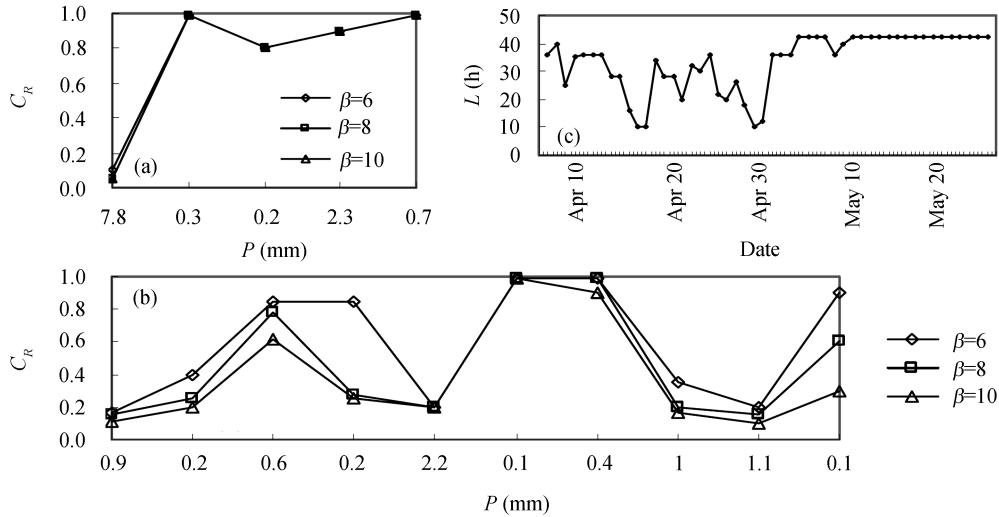 1.0
0.8
0.6
0.4
0.2
0.0
C_R
(a)
β=6
β=8
β=10
7.8 0.3 0.2 2.3 0.7
P (mm)
50
40
30
20
10
0
L (h)
(c)
Apr 10 Apr 20 Apr 30 May 10 May 20
Date
1.0
0.8
0.6
0.4
0.2
0.0
C_R
(b)
β=6
β=8
β=10
0.9 0.2 0.6 0.2 2.2 0.1 0.4 1 1.1 0.1
P (mm)